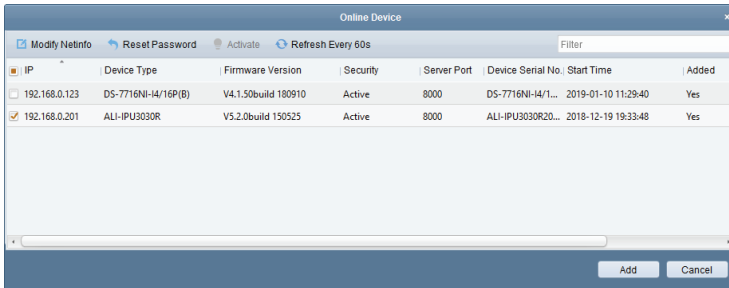 Online Device
Modify Netinfo Reset Password Activate Refresh Every 60s Filter
IP Device Type Firmware Version Security Server Port Device Serial No. Start Time Added
192.168.0.123 DS-7716NI-I4/16P(B) V4.1.50build 180910 Active 8000 DS-7716NI-I4/1... 2019-01-10 11:29:40 Yes
192.168.0.201 ALI-IPU3030R V5.2.0build 150525 Active 8000 ALI-IPU3030R20... 2018-12-19 19:33:48 Yes
Add Cancel